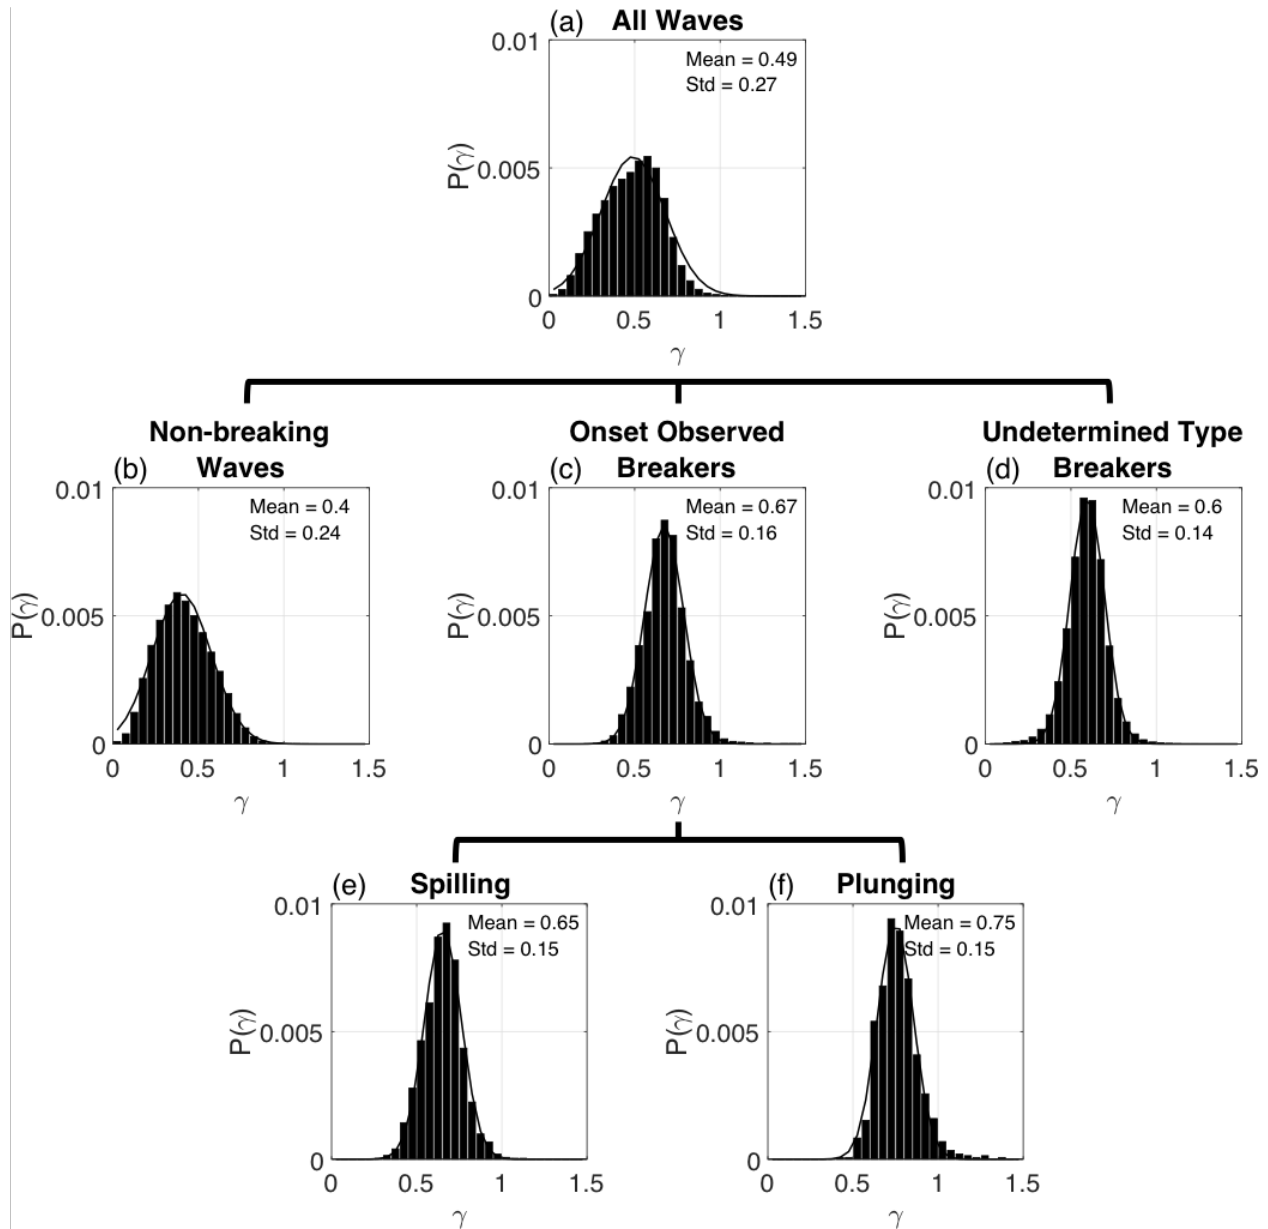 (a) All Waves
Mean = 0.49
Std = 0.27
0.01
0.005
0
P(γ)
0 0.5 1 1.5
γ
Non-breaking
(b) Waves
Mean = 0.4
Std = 0.24
0.01
0.005
0
P(γ)
0 0.5 1 1.5
γ
Onset Observed
(c) Breakers
Mean = 0.67
Std = 0.16
0.01
0.005
0
P(γ)
0 0.5 1 1.5
γ
Undetermined Type
(d) Breakers
Mean = 0.6
Std = 0.14
0.01
0.005
0
P(γ)
0 0.5 1 1.5
γ
(e) Spilling
Mean = 0.65
Std = 0.15
0.01
0.005
0
P(γ)
0 0.5 1 1.5
γ
(f) Plunging
Mean = 0.75
Std = 0.15
0.01
0.005
0
P(γ)
0 0.5 1 1.5
γ